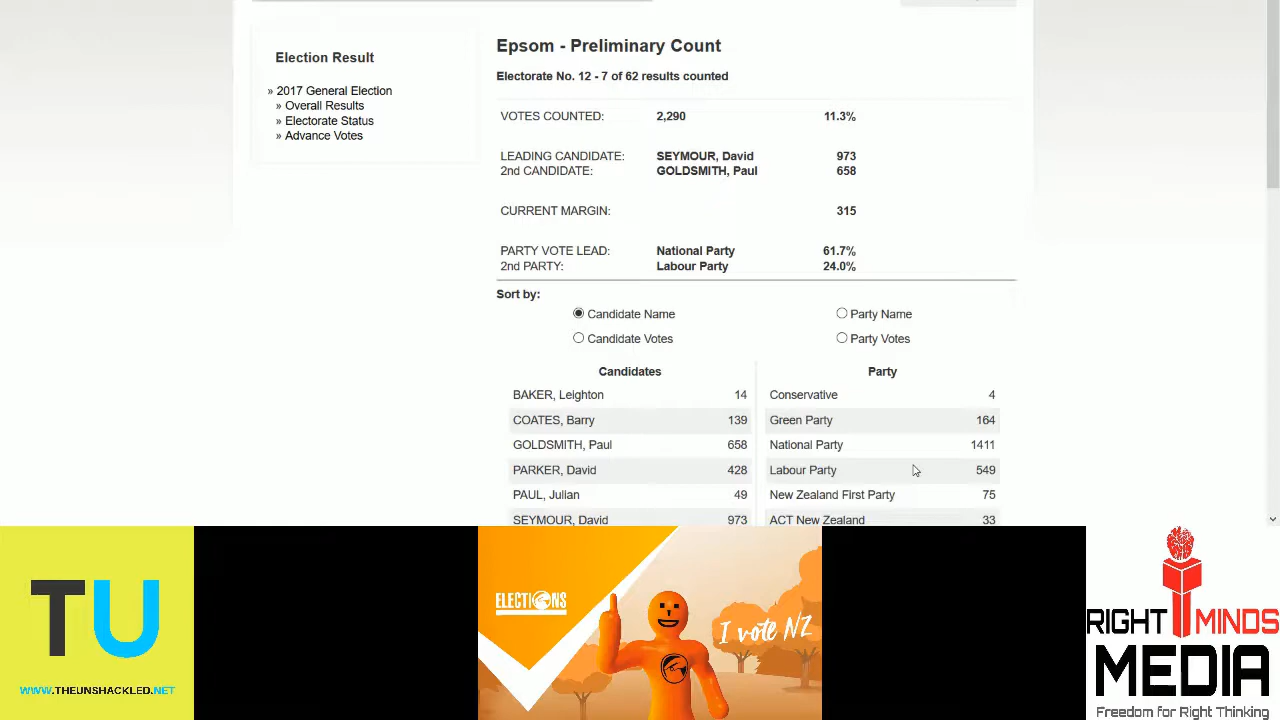 Election Result
» 2017 General Election
» Overall Results
» Electorate Status
» Advance Votes
Epsom - Preliminary Count
Electorate No. 12 - 7 of 62 results counted
VOTES COUNTED: 2,290 11.3%
LEADING CANDIDATE: SEYMOUR, David 973
2nd CANDIDATE: GOLDSMITH, Paul 658
CURRENT MARGIN: 315
PARTY VOTE LEAD: National Party 61.7%
2nd PARTY: Labour Party 24.0%
Sort by:
Candidate Name Party Name
Candidate Votes Party Votes
Candidates Party
BAKER, Leighton 14 Conservative 4
COATES, Barry 139 Green Party 164
GOLDSMITH, Paul 658 National Party 1411
PARKER, David 428 Labour Party 549
PAUL, Julian 49 New Zealand First Party 75
SEYMOUR, David 973 ACT New Zealand 33
TU
WWW.THEUNSHACKLED.NET
ELECTIONS
I vote NZ
RIGHT MINDS
MEDIA
Freedom for Right Thinking